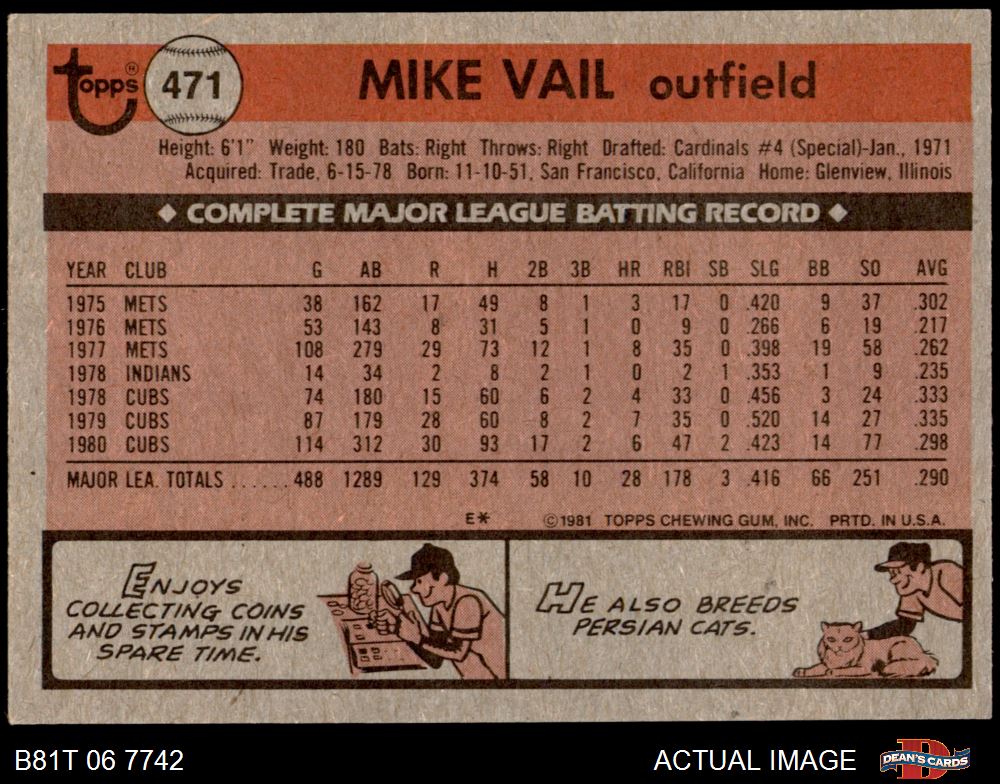 Topps® 471 MIKE VAIL outfield
Height: 6'1" Weight: 180 Bats: Right Throws: Right Drafted: Cardinals #4 (Special)-Jan., 1971
Acquired: Trade, 6-15-78 Born: 11-10-51, San Francisco, California Home: Glenview, Illinois
◆ COMPLETE MAJOR LEAGUE BATTING RECORD ◆
YEAR CLUB G AB R H 2B 3B HR RBI SB SLG BB SO AVG
1975 METS 38 162 17 49 8 1 3 17 0 .420 9 37 .302
1976 METS 53 143 8 31 5 1 0 9 0 .266 6 19 .217
1977 METS 108 279 29 73 12 1 8 35 0 .398 19 58 .262
1978 INDIANS 14 34 2 8 2 1 0 2 1 .353 1 9 .235
1978 CUBS 74 180 15 60 6 2 4 33 0 .456 3 24 .333
1979 CUBS 87 179 28 60 8 2 7 35 0 .520 14 27 .335
1980 CUBS 114 312 30 93 17 2 6 47 2 .423 14 77 .298
MAJOR LEA. TOTALS ......488 1289 129 374 58 10 28 178 3 .416 66 251 .290
E* ©1981 TOPPS CHEWING GUM, INC. PRTD. IN U.S.A.
ENJOYS
COLLECTING COINS
AND STAMPS IN HIS
SPARE TIME.
HE ALSO BREEDS
PERSIAN CATS.
B81T 06 7742 ACTUAL IMAGE D DEAN'S CARDS